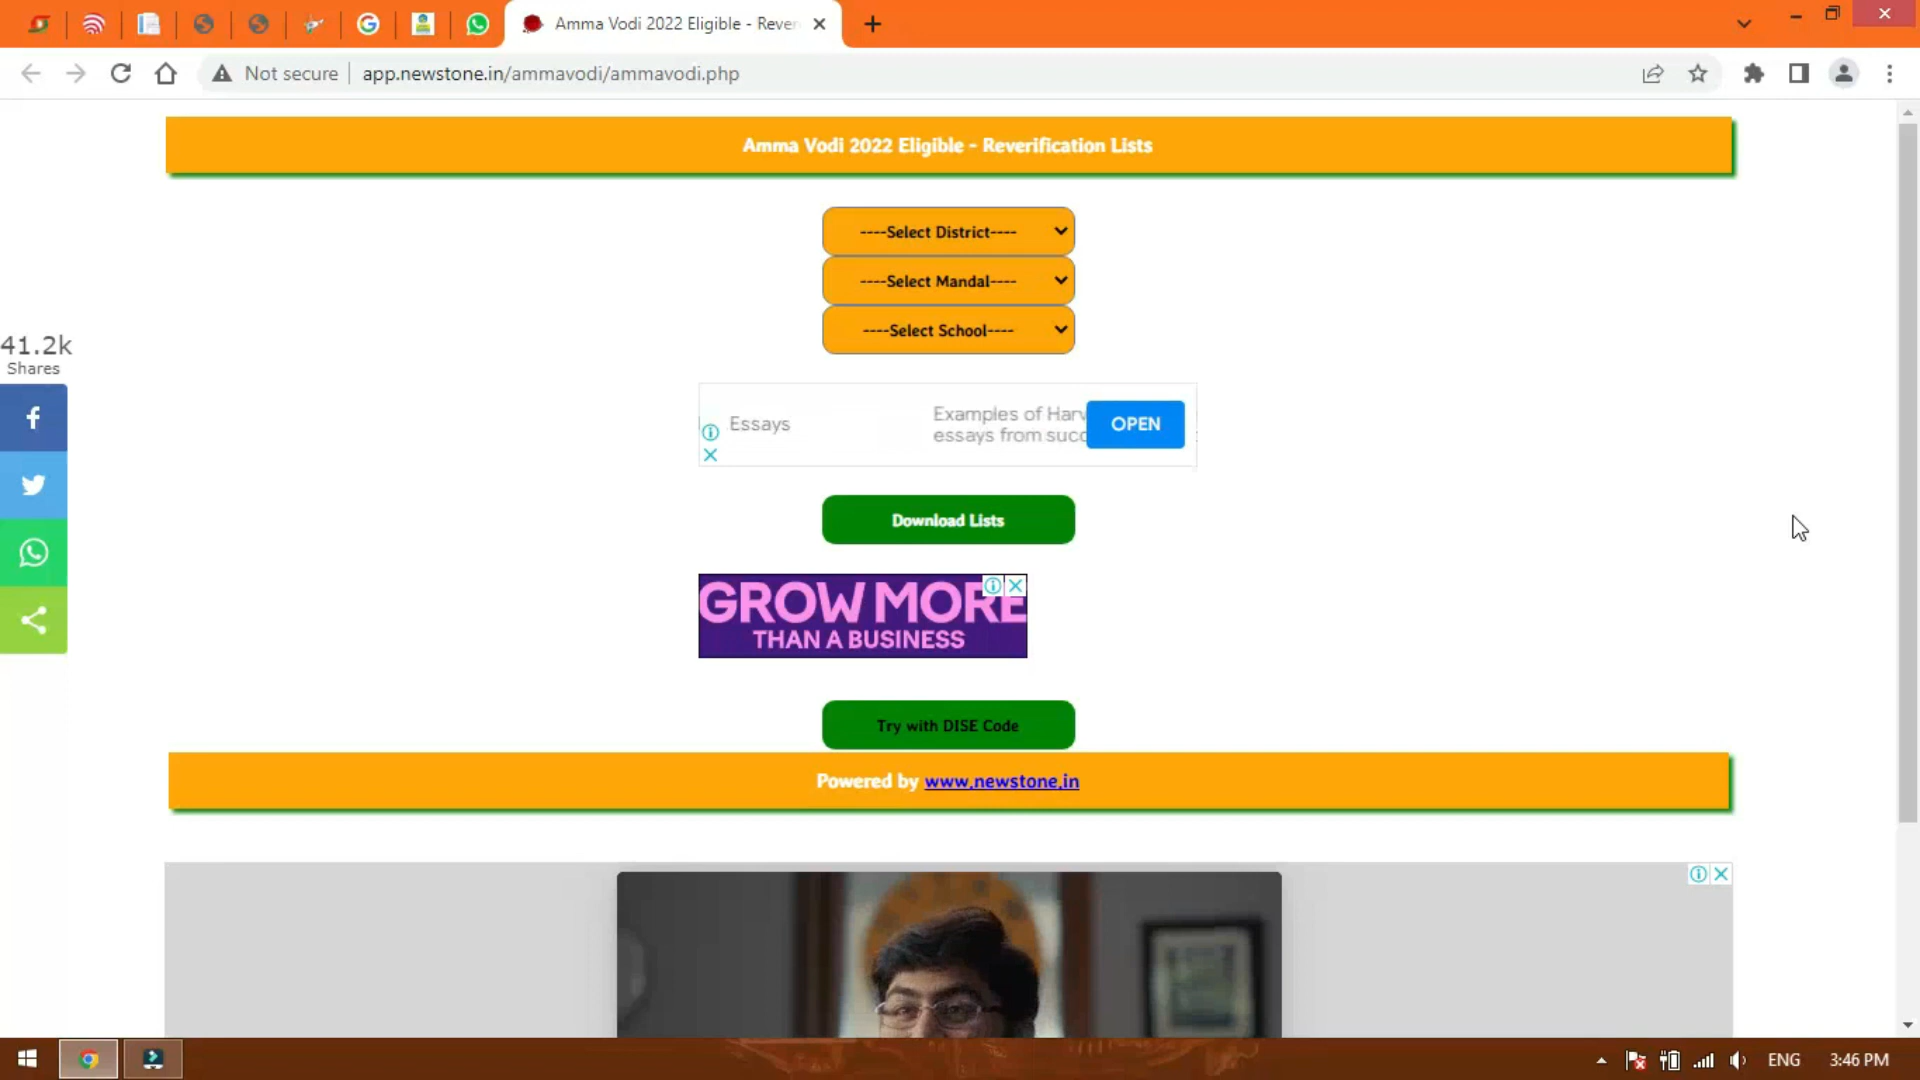 Amma Vodi 2022 Eligible - Rever
Not secure
app.newstone.in/ammavodi/ammavodi.php
Amma Vodi 2022 Eligible - Reverification Lists
----Select District----
----Select Mandal----
----Select School----
41.2k
Shares
Essays
Examples of Harv
essays from succ
OPEN
Download Lists
GROW MORE
THAN A BUSINESS
Try with DISE Code
Powered by www.newstone.in
ENG
3:46 PM